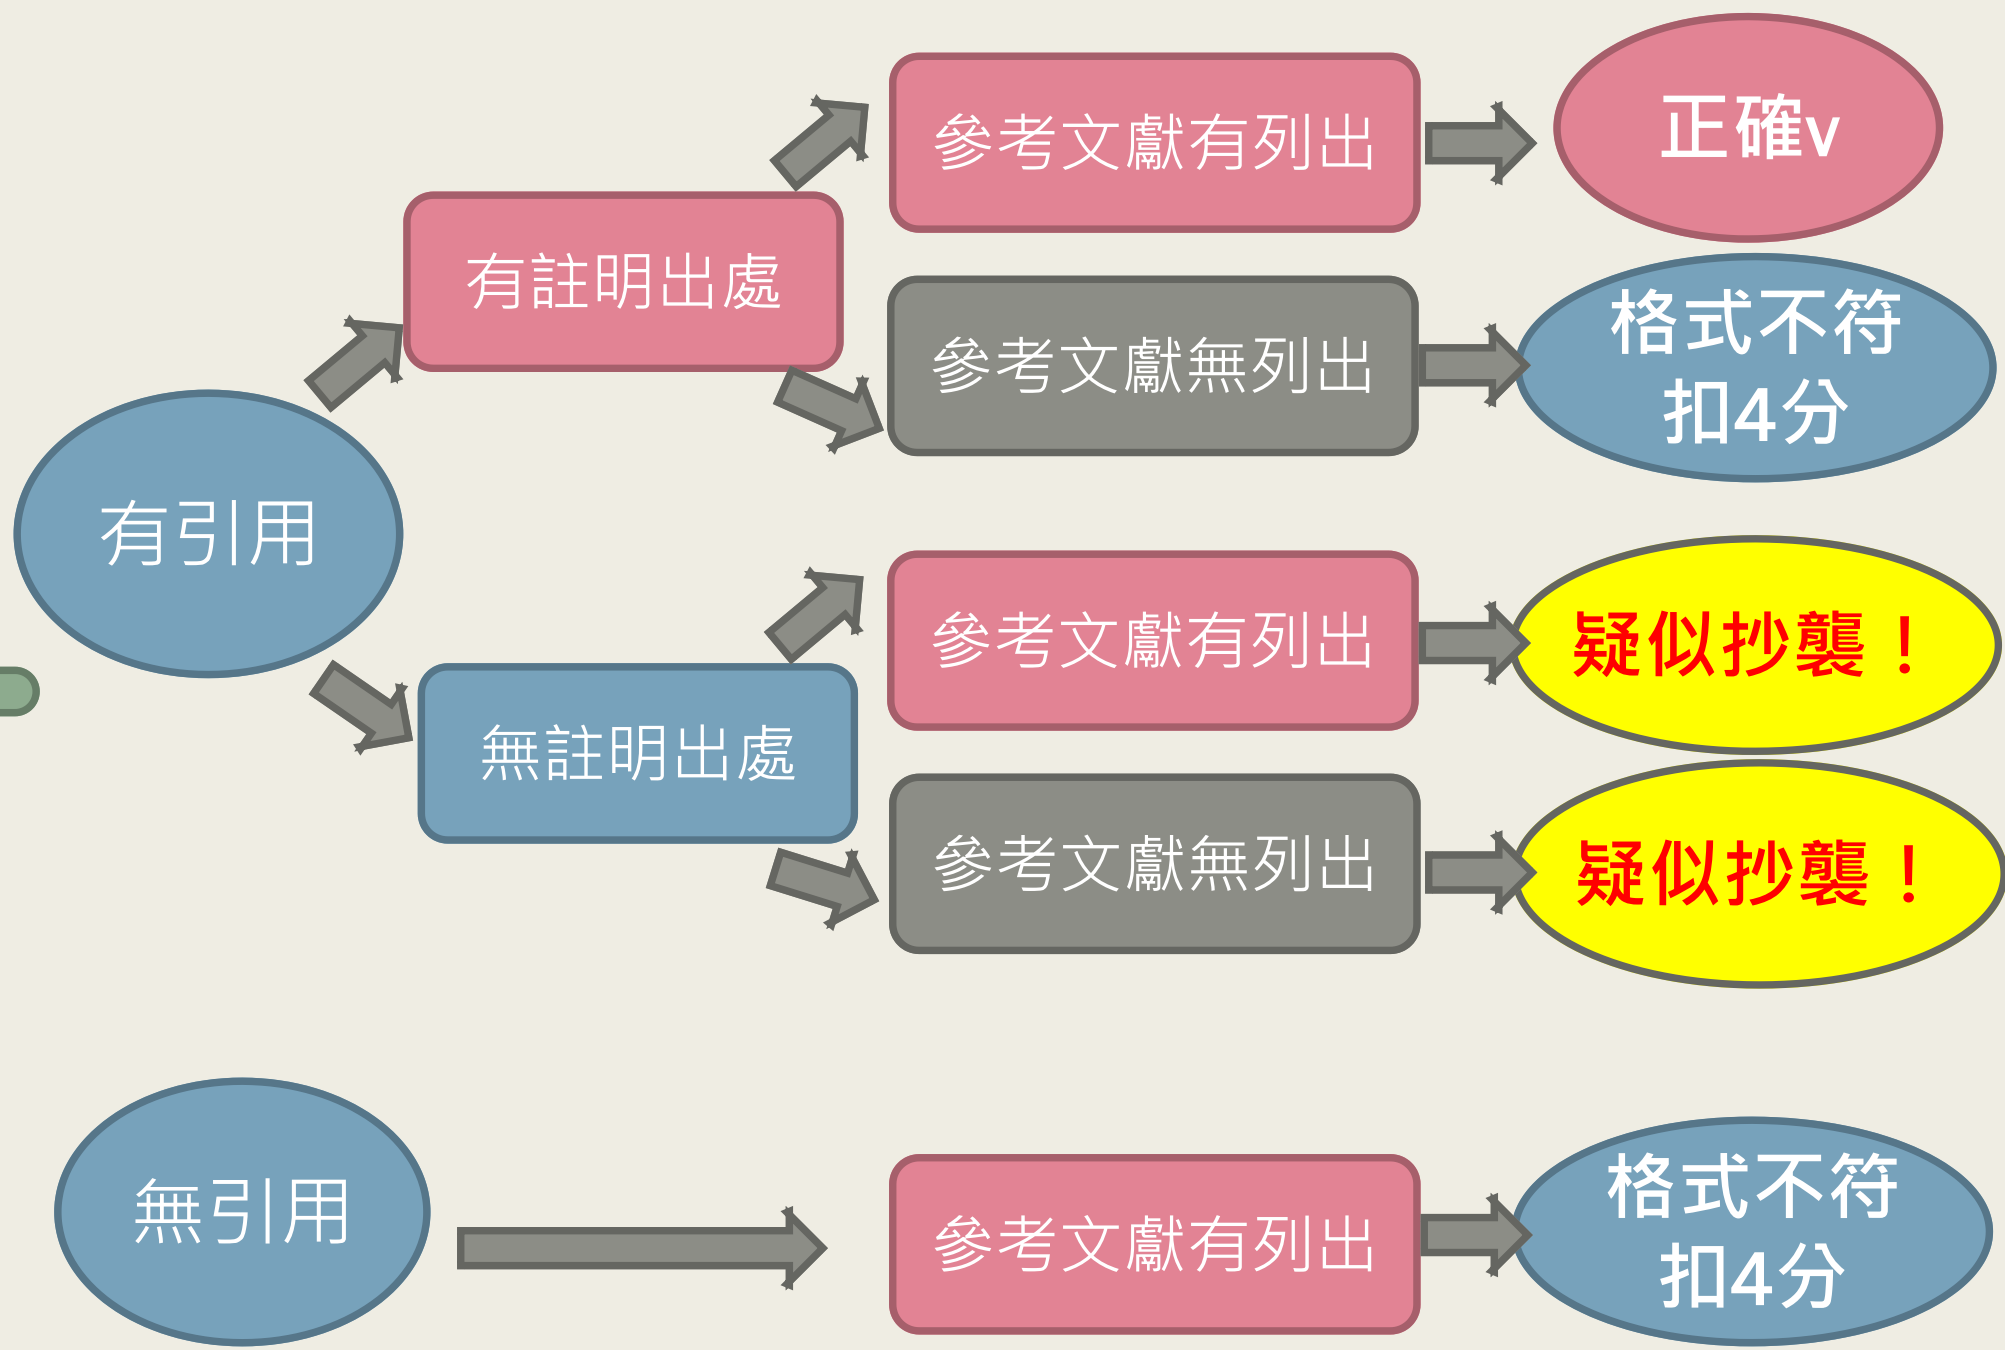 參考文獻有列出
正確v
有註明出處
參考文獻無列出
格式不符
扣4分
有引用
參考文獻有列出
疑似抄襲！
無註明出處
參考文獻無列出
疑似抄襲！
無引用
參考文獻有列出
格式不符
扣4分